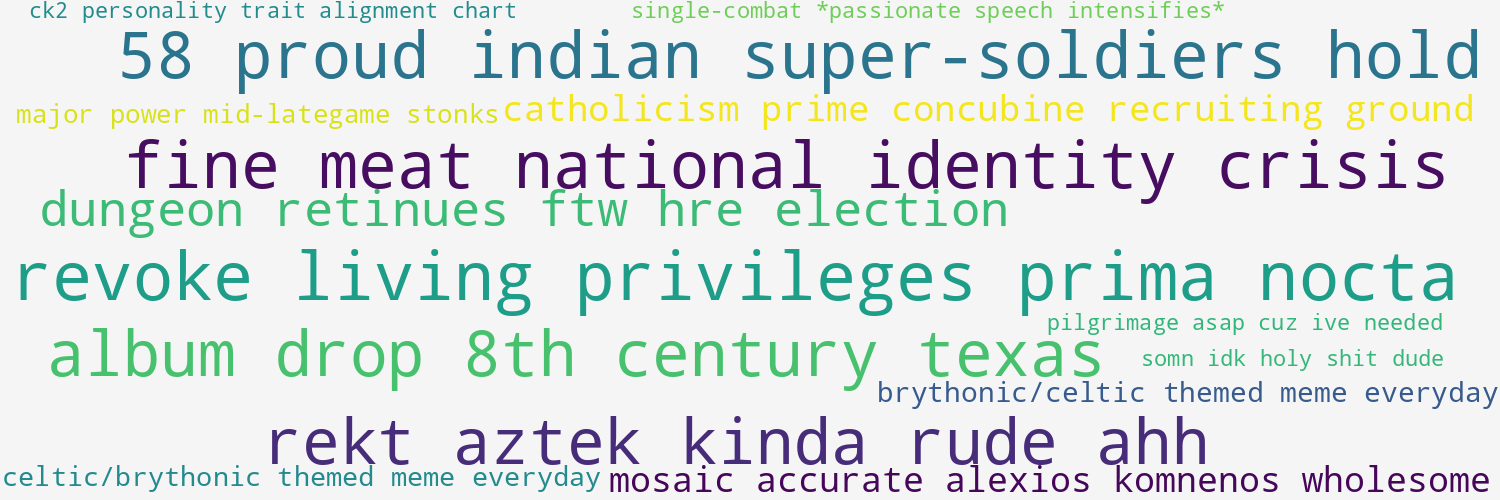 ck2 personality trait alignment chart
single-combat *passionate speech intensifies*
58 proud indian super-soldiers hold
major power mid-lategame stonks
catholicism prime concubine recruiting ground
fine meat national identity crisis
dungeon retinues ftw hre election
revoke living privileges prima nocta
pilgrimage asap cuz ive needed
album drop 8th century texas
somn idk holy shit dude
brythonic/celtic themed meme everyday
rekt aztek kinda rude ahh
celtic/brythonic themed meme everyday
mosaic accurate alexios komnenos wholesome